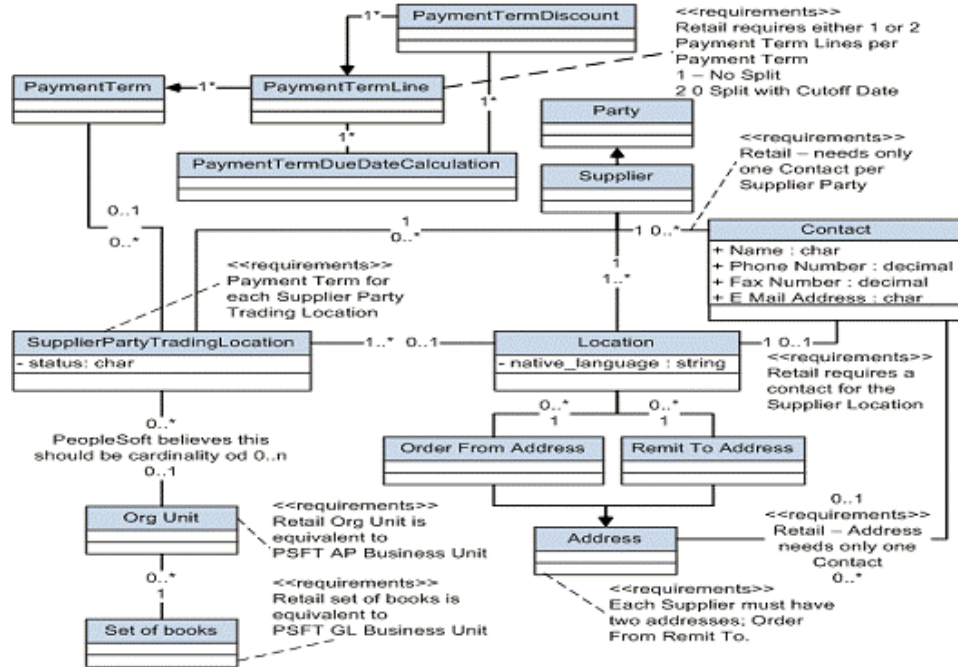 PaymentTermDiscount
<<requirements>>
Retail requires either 1 or 2
Payment Term Lines per
Payment Term
1 – No Split
2 0 Split with Cutoff Date
1*
PaymentTerm
1*
PaymentTermLine
1*
1*
PaymentTermDueDateCalculation
Party
Supplier
<<requirements>>
Retail – needs only
one Contact per
Supplier Party
0..1
0..*
1
0..*
1 0..*
Contact
+ Name : char
+ Phone Number : decimal
+ Fax Number : decimal
+ E Mail Address : char
1
1..*
<<requirements>>
Payment Term for
each Supplier Party
Trading Location
SupplierPartyTradingLocation
- status: char
1..* 0..1
Location
- native_language : string
1 0..1
<<requirements>>
Retail requires a
contact for the
Supplier Location
0..*
PeopleSoft believes this
should be cardinality od 0..n
0..1
0..*
1
0..*
1
Order From Address
Remit To Address
Org Unit
<<requirements>>
Retail Org Unit is
equivalent to
PSFT AP Business Unit
0..1
<<requirements>>
Retail – Address
needs only one
Contact
0..*
Address
0..*
1
<<requirements>>
Retail set of books is
equivalent to
PSFT GL Business Unit
Set of books
<<requirements>>
Each Supplier must have
two addresses; Order
From Remit To.